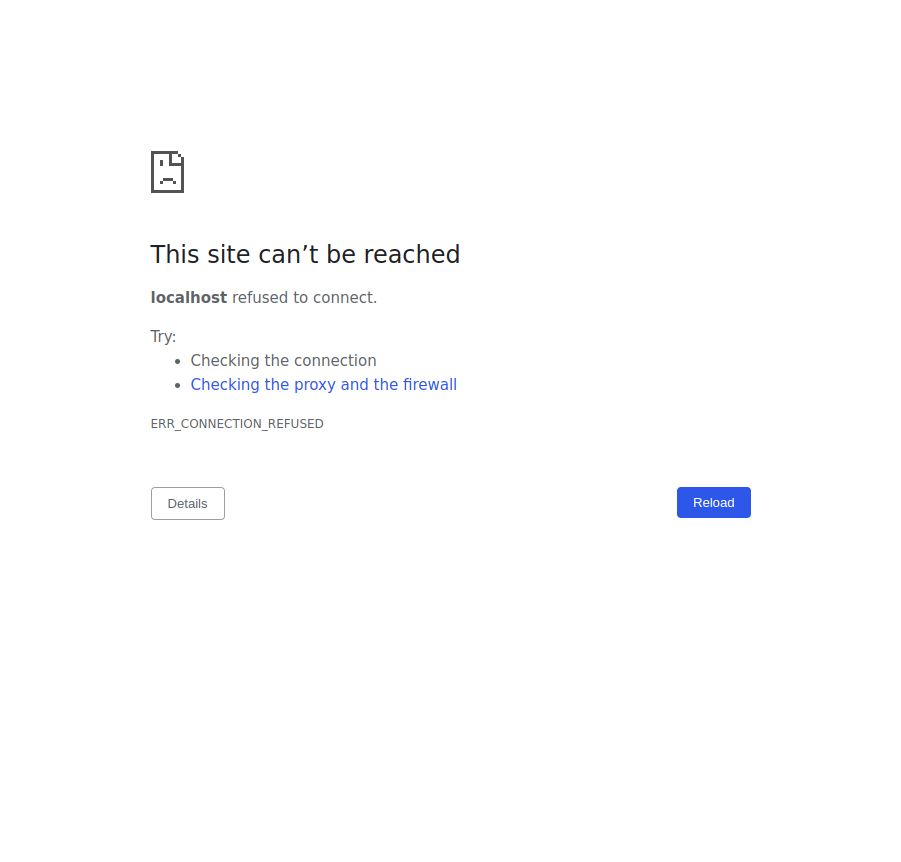 This site can’t be reached
localhost refused to connect.
Try:
Checking the connection
Checking the proxy and the firewall
ERR_CONNECTION_REFUSED
Details
Reload